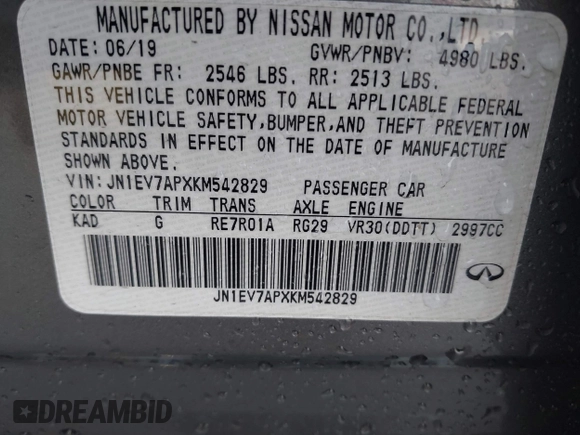 MANUFACTURED BY NISSAN MOTOR CO.,LTD.
DATE: 06/19 GVWR/PNBV: 4980 LBS.
GAWR/PNBE FR: 2546 LBS. RR: 2513 LBS.
THIS VEHICLE CONFORMS TO ALL APPLICABLE FEDERAL
MOTOR VEHICLE SAFETY,BUMPER,AND THEFT PREVENTION
STANDARDS IN EFFECT ON THE DATE OF MANUFACTURE
SHOWN ABOVE.
VIN: JN1EV7APXKM542829 PASSENGER CAR
COLOR TRIM TRANS AXLE ENGINE
KAD G RE7R01A RG29 VR30(DDTT) 2997CC
JN1EV7APXKM542829
DREAMBID